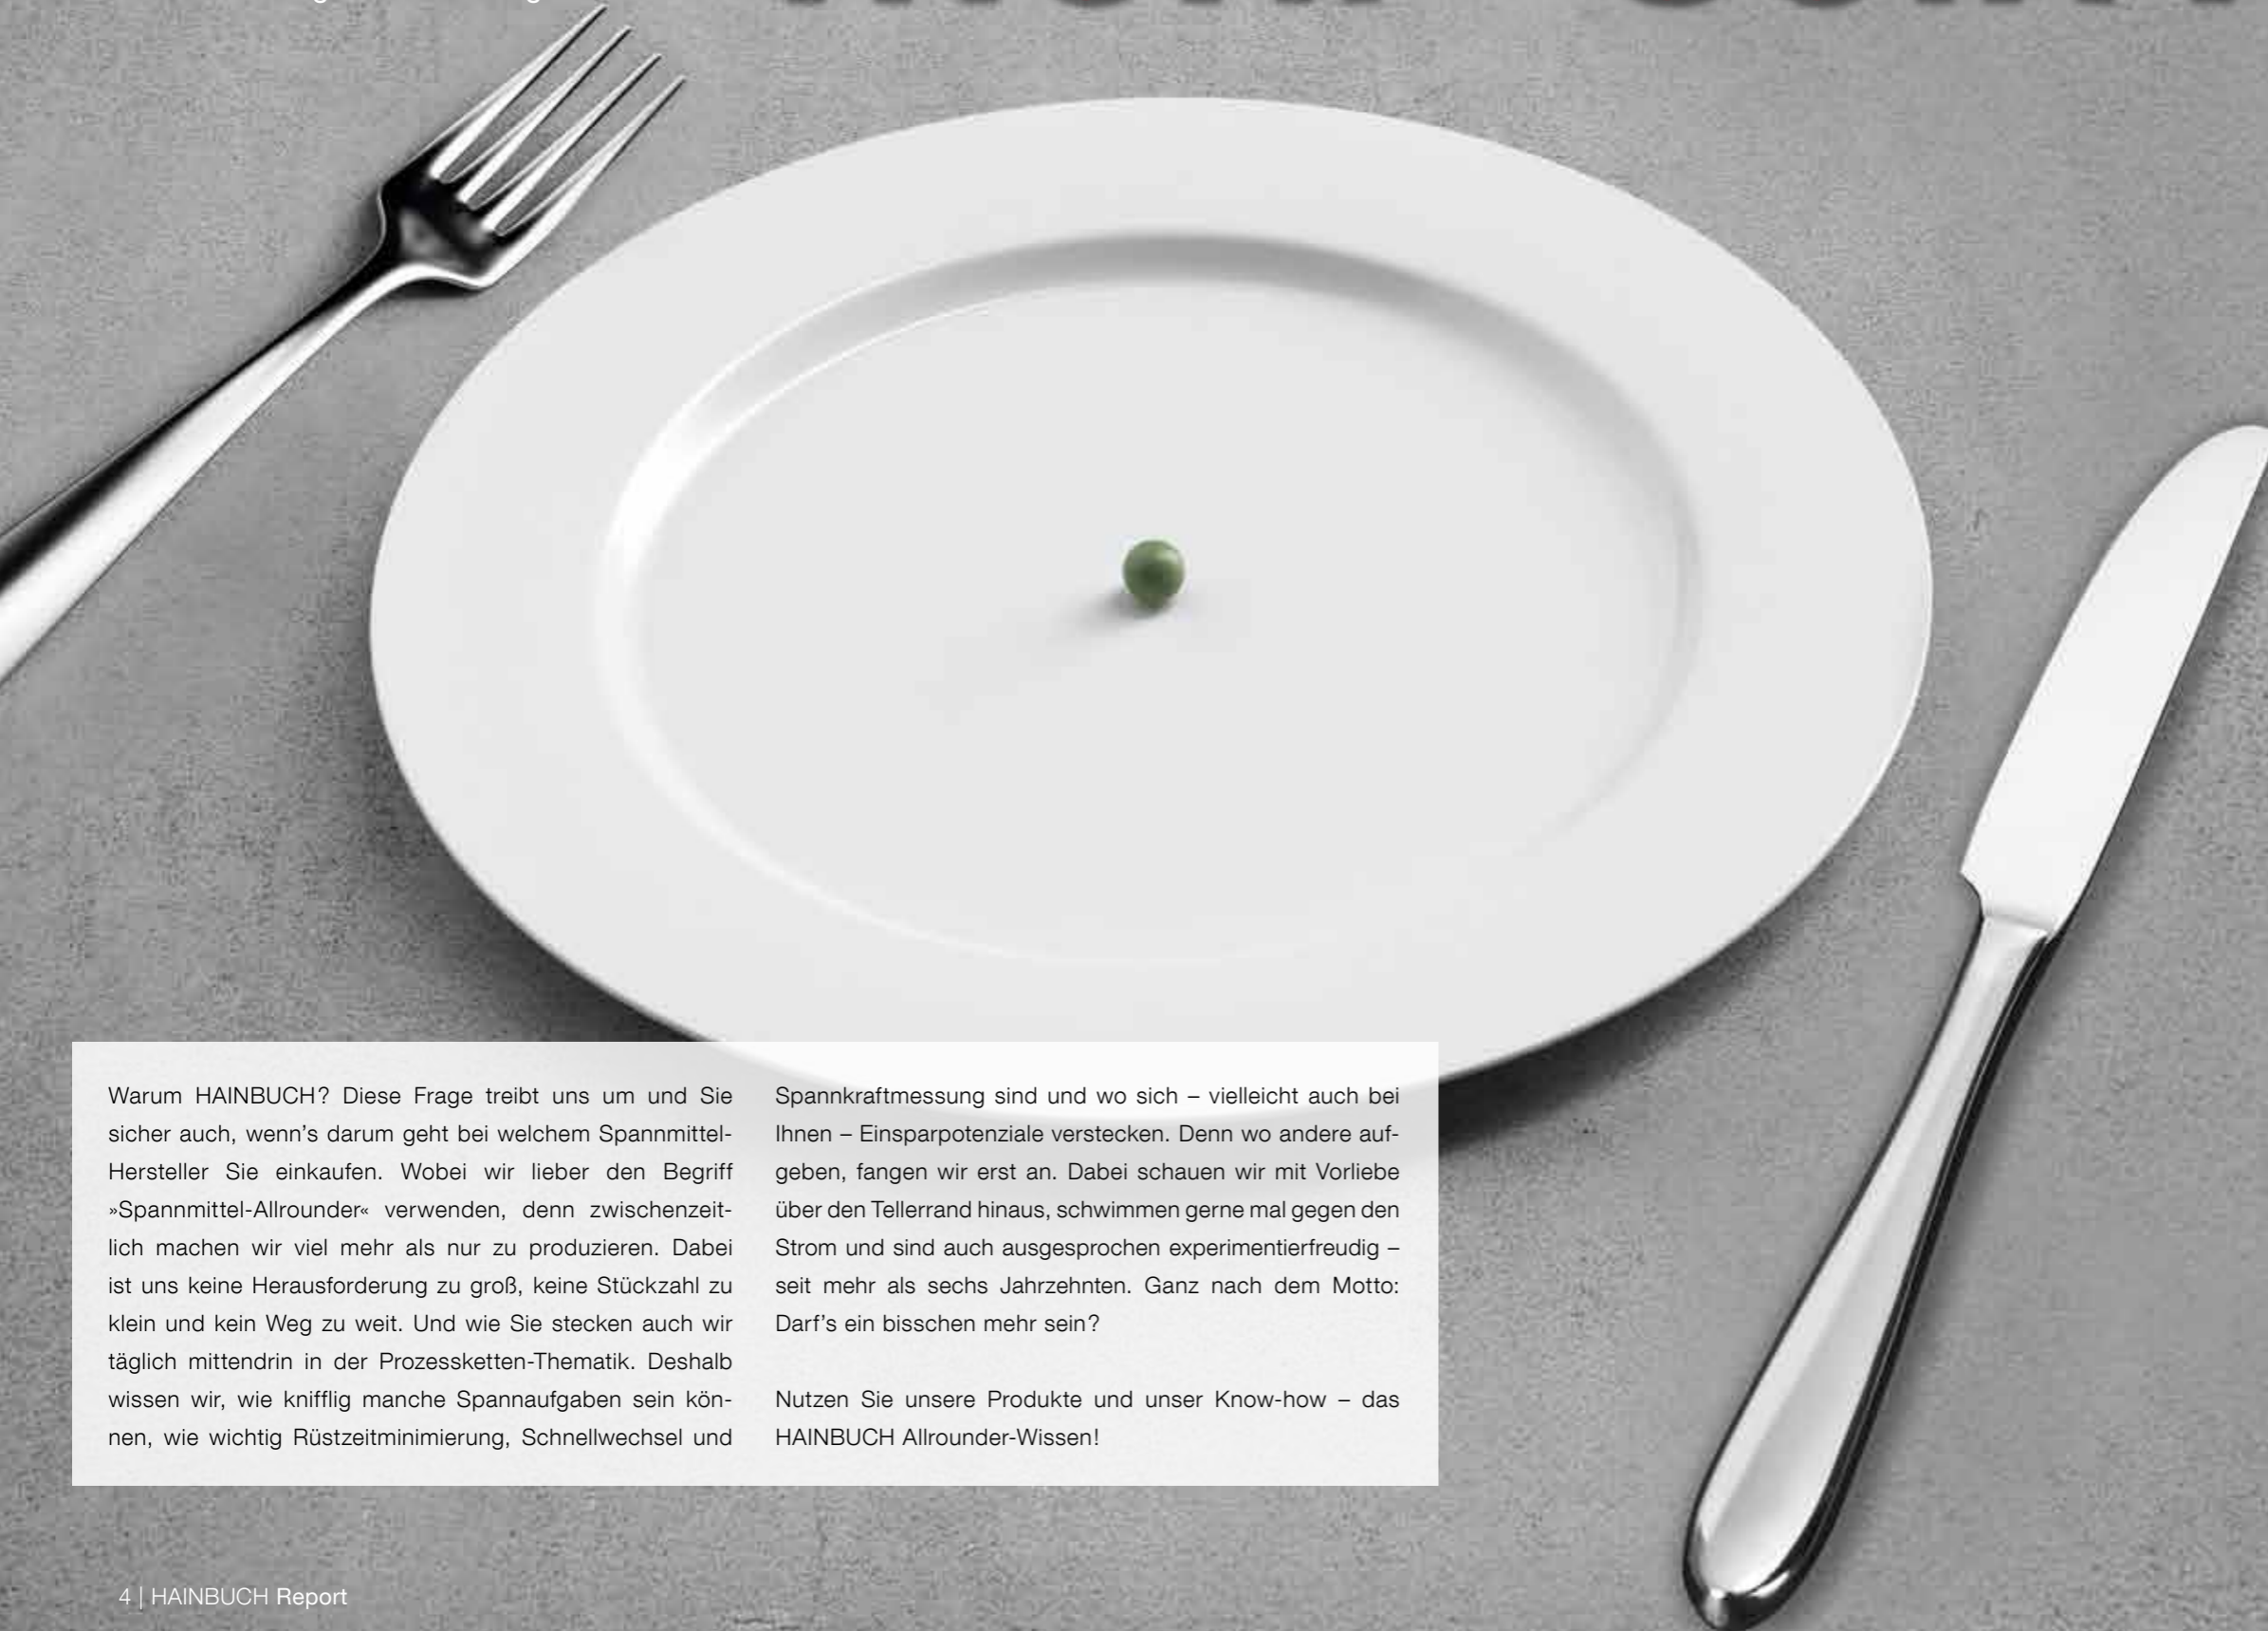 Warum HAINBUCH? Diese Frage treibt uns um und Sie
sicher auch, wenn’s darum geht bei welchem Spannmittel-
Hersteller Sie einkaufen. Wobei wir lieber den Begriff
»Spannmittel-Allrounder« verwenden, denn zwischenzeit-
lich machen wir viel mehr als nur zu produzieren. Dabei
ist uns keine Herausforderung zu groß, keine Stückzahl zu
klein und kein Weg zu weit. Und wie Sie stecken auch wir
täglich mittendrin in der Prozessketten-Thematik. Deshalb
wissen wir, wie knifflig manche Spannaufgaben sein kön-
nen, wie wichtig Rüstzeitminimierung, Schnellwechsel und
Spannkraftmessung sind und wo sich – vielleicht auch bei
Ihnen – Einsparpotenziale verstecken. Denn wo andere auf-
geben, fangen wir erst an. Dabei schauen wir mit Vorliebe
über den Tellerrand hinaus, schwimmen gerne mal gegen den
Strom und sind auch ausgesprochen experimentierfreudig –
seit mehr als sechs Jahrzehnten. Ganz nach dem Motto:
Darf’s ein bisschen mehr sein?
Nutzen Sie unsere Produkte und unser Know-how – das
HAINBUCH Allrounder-Wissen!
4 | HAINBUCH Report